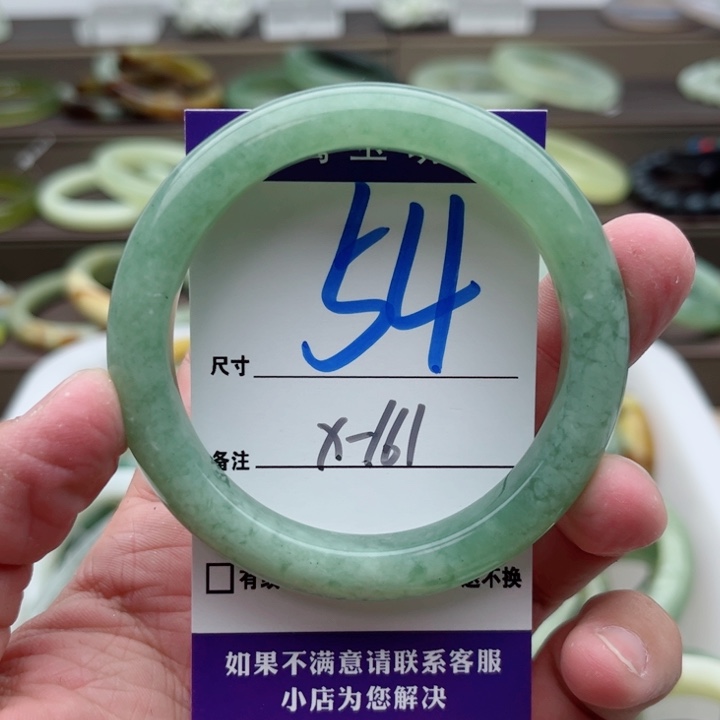 54
尺寸
x-161
备注
有
不换
如果不满意请联系客服
小店为您解决